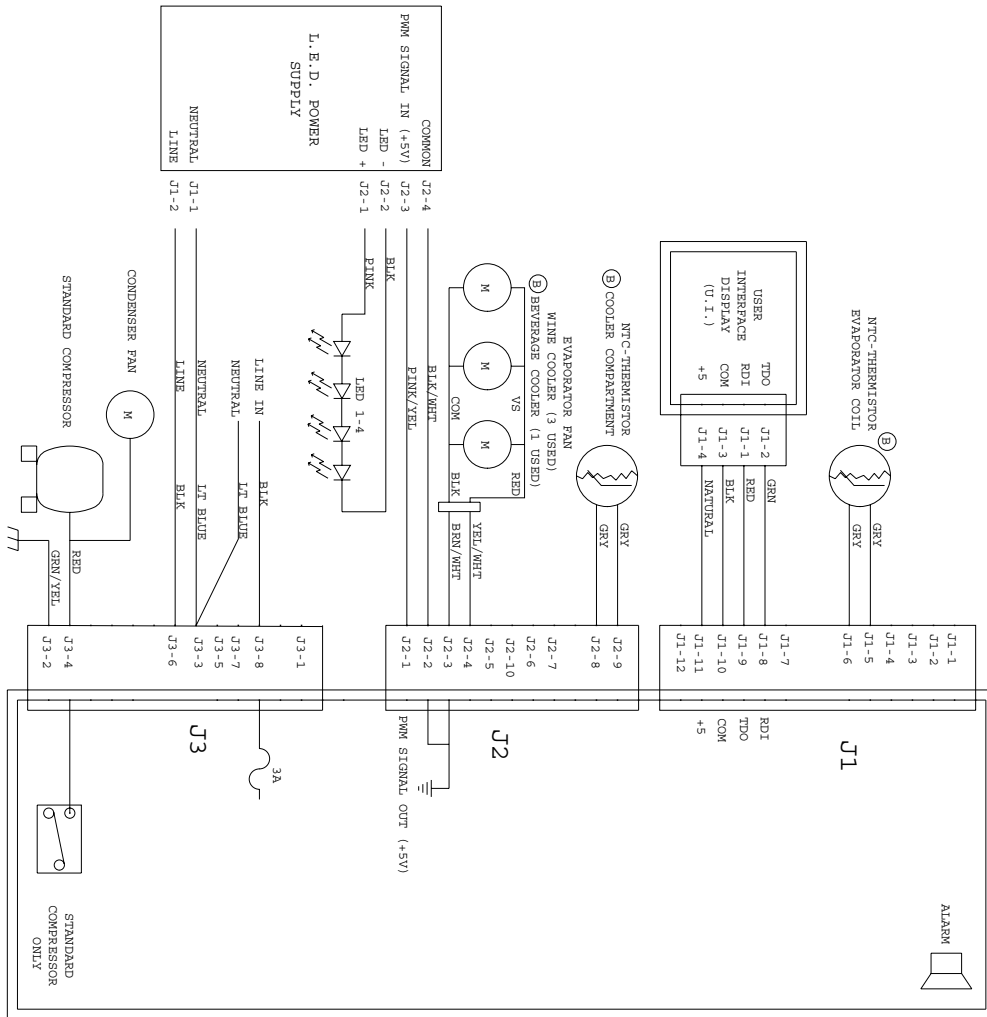 L.E.D. POWER
SUPPLY
COMMON
PWM SIGNAL IN (+5V)
LED -
LED +
NEUTRAL
LINE
J2-4
J2-3
J2-2
J2-1
J1-1
J1-2
BLK/WHT
PINK/YEL
BLK
PINK
LED 1-4
NEUTRAL
LINE
LINE IN
NEUTRAL
BLK
LT BLUE
LT BLUE
BLK
CONDENSER FAN
M
STANDARD COMPRESSOR
RED
GRN/YEL
B
BEVERAGE COOLER (1 USED)
WINE COOLER (3 USED)
EVAPORATOR FAN
M
M
M
VS
COM
RED
BLK
YEL/WHT
BRN/WHT
B
COOLER COMPARTMENT
NTC-THERMISTOR
GRY
GRY
USER
INTERFACE
DISPLAY
(U.I.)
TDO
RDI
COM
+5
J1-2
J1-1
J1-3
J1-4
GRN
RED
BLK
NATURAL
NTC-THERMISTOR
EVAPORATOR COIL
B
GRY
GRY
J1-1
J1-2
J1-3
J1-4
J1-5
J1-6
J1-7
J1-8
J1-9
J1-10
J1-11
J1-12
J1
RDI
TDO
COM
+5
J2-9
J2-8
J2-7
J2-6
J2-10
J2-5
J2-4
J2-3
J2-2
J2-1
J2
PWM SIGNAL OUT (+5V)
J3-1
J3-8
J3-7
J3-5
J3-3
J3-6
J3-4
J3-2
J3
3A
STANDARD
COMPRESSOR
ONLY
ALARM